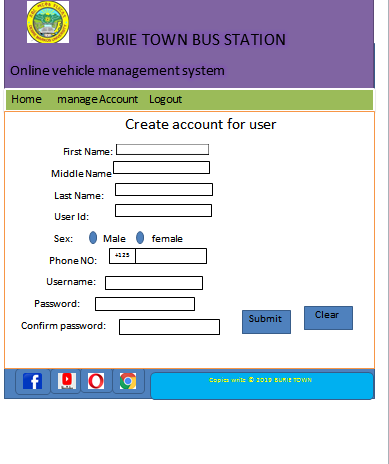 BURIE TOWN BUS STATION
Online vehicle management system
Home manage Account Logout
Create account for user
First Name:
Middle Name
Last Name:
User Id:
Sex: Male female
Phone NO: +125
Username:
Password:
Confirm password:
Submit Clear
Copics write © 2019 BURIE TOWN